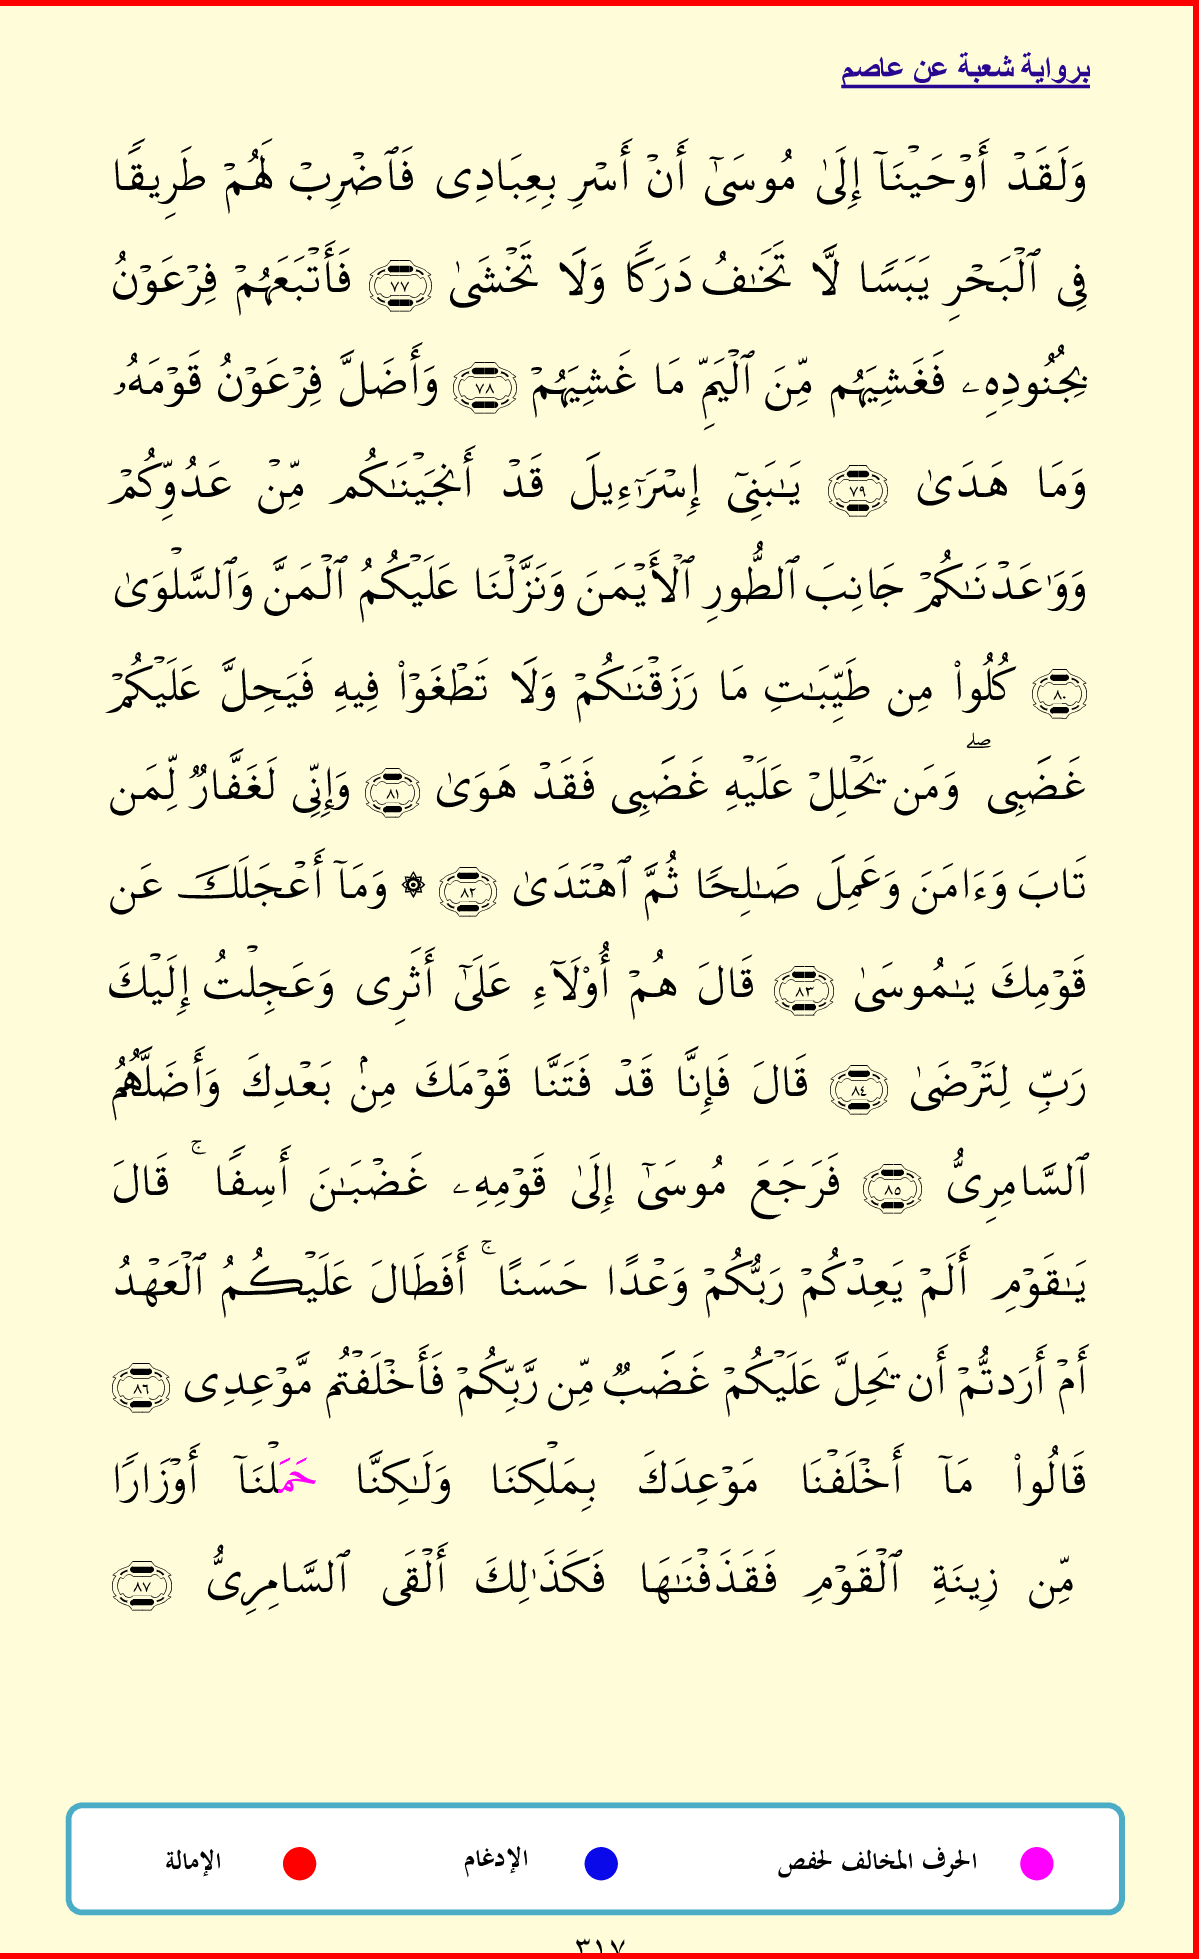 برواية شعبة عن عاصم
وَلَقَدۡ أَوۡحَيۡنَآ إِلَىٰ مُوسَىٰٓ أَنۡ أَسۡرِ بِعِبَادِى فَٱضۡرِبۡ لَهُمۡ طَرِيقًا
فِى ٱلۡبَحۡرِ يَبَسًا لَّا تَخَـٰفُ دَرَكًا وَلَا تَخۡشَىٰ ٧٧ فَأَتۡبَعَهُمۡ فِرۡعَوۡنُ
بِجُنُودِهِۦ فَغَشِيَهُم مِّنَ ٱلۡيَمِّ مَا غَشِيَهُمۡ ٧٨ وَأَضَلَّ فِرۡعَوۡنُ قَوۡمَهُۥ
وَمَا هَدَىٰ ٧٩ يَـٰبَنِىٓ إِسۡرَٰٓءِيلَ قَدۡ أَنجَيۡنَـٰكُم مِّنۡ عَدُوِّكُمۡ
وَوَٰعَدۡنَـٰكُمۡ جَانِبَ ٱلطُّورِ ٱلۡأَيۡمَنَ وَنَزَّلۡنَا عَلَيۡكُمُ ٱلۡمَنَّ وَٱلسَّلۡوَىٰ
٨٠ كُلُوا۟ مِن طَيِّبَـٰتِ مَا رَزَقۡنَـٰكُمۡ وَلَا تَطۡغَوۡا۟ فِيهِ فَيَحِلَّ عَلَيۡكُمۡ
غَضَبِى ۖ وَمَن يَحۡلِلۡ عَلَيۡهِ غَضَبِى فَقَدۡ هَوَىٰ ٨١ وَإِنِّى لَغَفَّارٌ لِّمَن
تَابَ وَءَامَنَ وَعَمِلَ صَـٰلِحًا ثُمَّ ٱهۡتَدَىٰ ٨٢ ۞ وَمَآ أَعۡجَلَكَ عَن
قَوۡمِكَ يَـٰمُوسَىٰ ٨٣ قَالَ هُمۡ أُو۟لَآءِ عَلَىٰٓ أَثَرِى وَعَجِلۡتُ إِلَيۡكَ
رَبِّ لِتَرۡضَىٰ ٨٤ قَالَ فَإِنَّا قَدۡ فَتَنَّا قَوۡمَكَ مِنۢ بَعۡدِكَ وَأَضَلَّهُمُ
ٱلسَّامِرِىُّ ٨٥ فَرَجَعَ مُوسَىٰٓ إِلَىٰ قَوۡمِهِۦ غَضۡبَـٰنَ أَسِفًا ۚ قَالَ
يَـٰقَوۡمِ أَلَمۡ يَعِدۡكُمۡ رَبُّكُمۡ وَعۡدًا حَسَنًا ۚ أَفَطَالَ عَلَيۡكُمُ ٱلۡعَهۡدُ
أَمۡ أَرَدتُّمۡ أَن يَحِلَّ عَلَيۡكُمۡ غَضَبٌ مِّن رَّبِّكُمۡ فَأَخۡلَفۡتُم مَّوۡعِدِى ٨٦
قَالُوا۟ مَآ أَخۡلَفۡنَا مَوۡعِدَكَ بِمَلۡكِنَا وَلَـٰكِنَّا حَمَلۡنَآ أَوۡزَارًا
مِّن زِينَةِ ٱلۡقَوۡمِ فَقَذَفۡنَـٰهَا فَكَذَٰلِكَ أَلۡقَى ٱلسَّامِرِىُّ ٨٧
الحرف المخالف لحفص الإدغام الإمالة
٣١٧